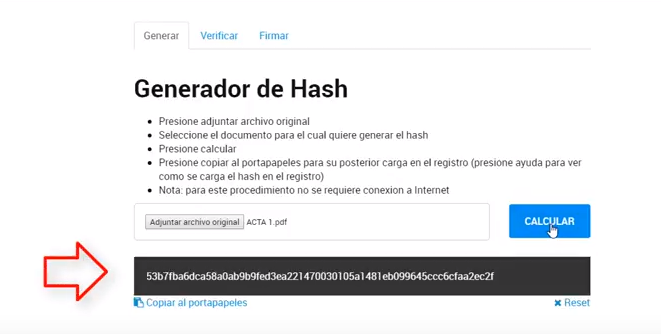 Generar Verificar Firmar
Generador de Hash
Presione adjuntar archivo original
Seleccione el documento para el cual quiere generar el hash
Presione calcular
Presione copiar al portapapeles para su posterior carga en el registro (presione ayuda para ver
como se carga el hash en el registro)
Nota: para este procedimiento no se requiere conexion a Internet
Adjuntar archivo original ACTA 1.pdf CALCULAR
53b7fba6dca58a0ab9b9fed3ea221470030105a1481eb099645ccc6cfaa2ec2f
Copiar al portapapeles Reset